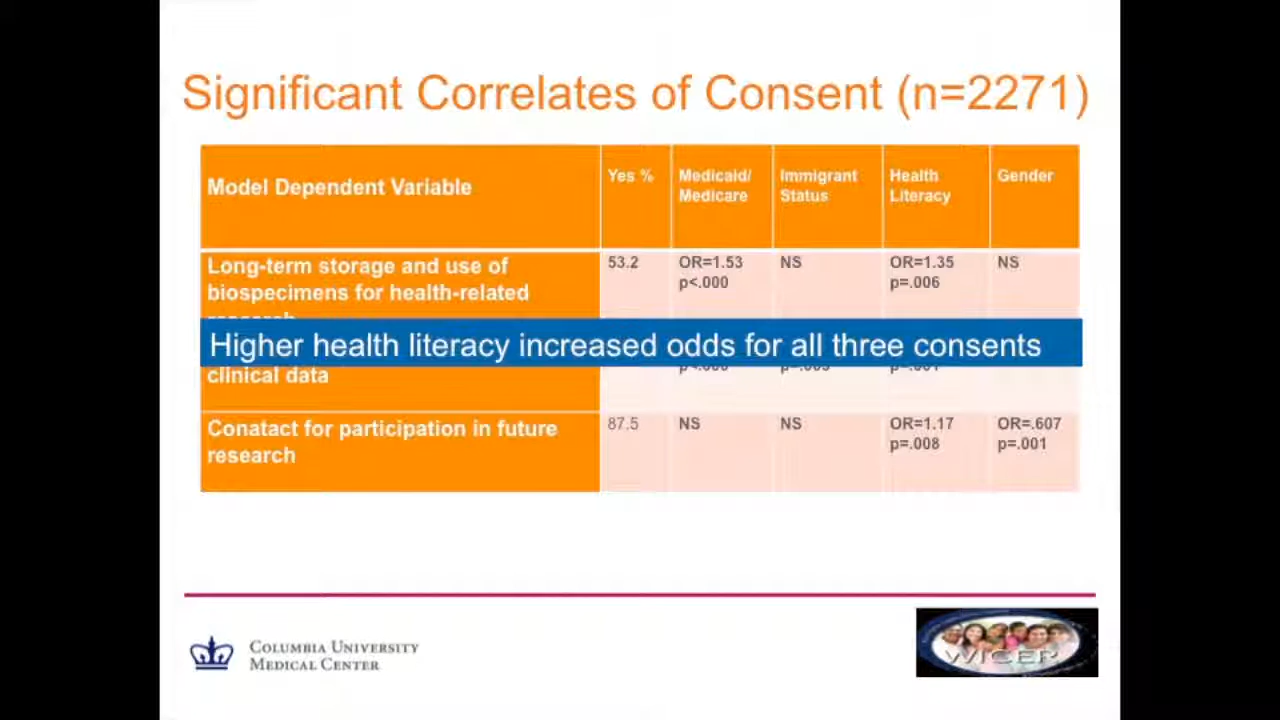 Significant Correlates of Consent (n=2271)
Model Dependent Variable
Yes %
Medicaid/
Medicare
Immigrant
Status
Health
Literacy
Gender
Long-term storage and use of
biospecimens for health-related
research
53.2
OR=1.53
p<.000
NS
OR=1.35
p=.006
NS
Higher health literacy increased odds for all three consents
clinical data
Conatact for participation in future
research
87.5
NS
NS
OR=1.17
p=.008
OR=.607
p=.001
COLUMBIA UNIVERSITY
MEDICAL CENTER
WICER